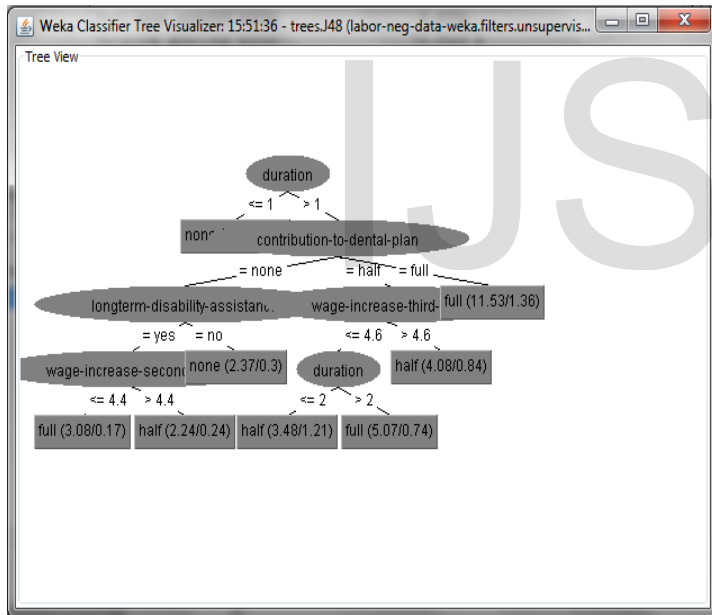 Weka Classifier Tree Visualizer: 15:51:36 - trees.J48 (labor-neg-data-weka.filters.unsupervis...
Tree View
IJS
duration
<= 1 > 1
none
contribution-to-dental-plan
= none = half = full
longterm-disability-assistanc. wage-increase-third- full (11.53/1.36)
= yes = no <= 4.6 > 4.6
wage-increase-second none (2.37/0.3) duration half (4.08/0.84)
<= 4.4 > 4.4 <= 2 > 2
full (3.08/0.17) half (2.24/0.24) half (3.48/1.21) full (5.07/0.74)